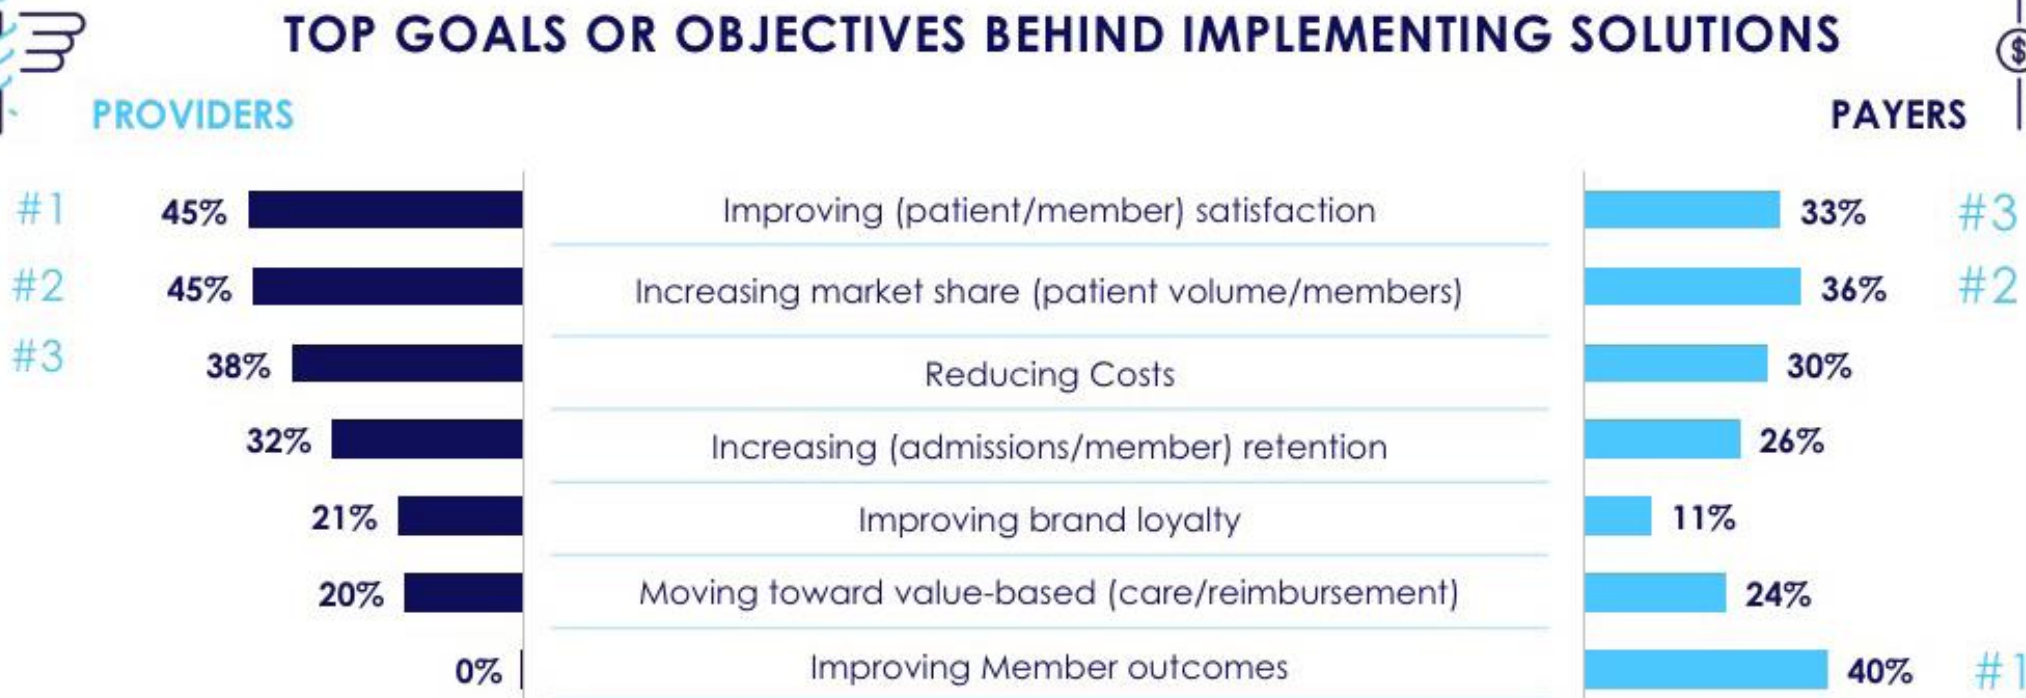 TOP GOALS OR OBJECTIVES BEHIND IMPLEMENTING SOLUTIONS
$
PROVIDERS PAYERS
#1 45% Improving (patient/member) satisfaction 33% #3
#2 45% Increasing market share (patient volume/members) 36% #2
#3 38% Reducing Costs 30%
32% Increasing (admissions/member) retention 26%
21% Improving brand loyalty 11%
20% Moving toward value-based (care/reimbursement) 24%
0% Improving Member outcomes 40% #1